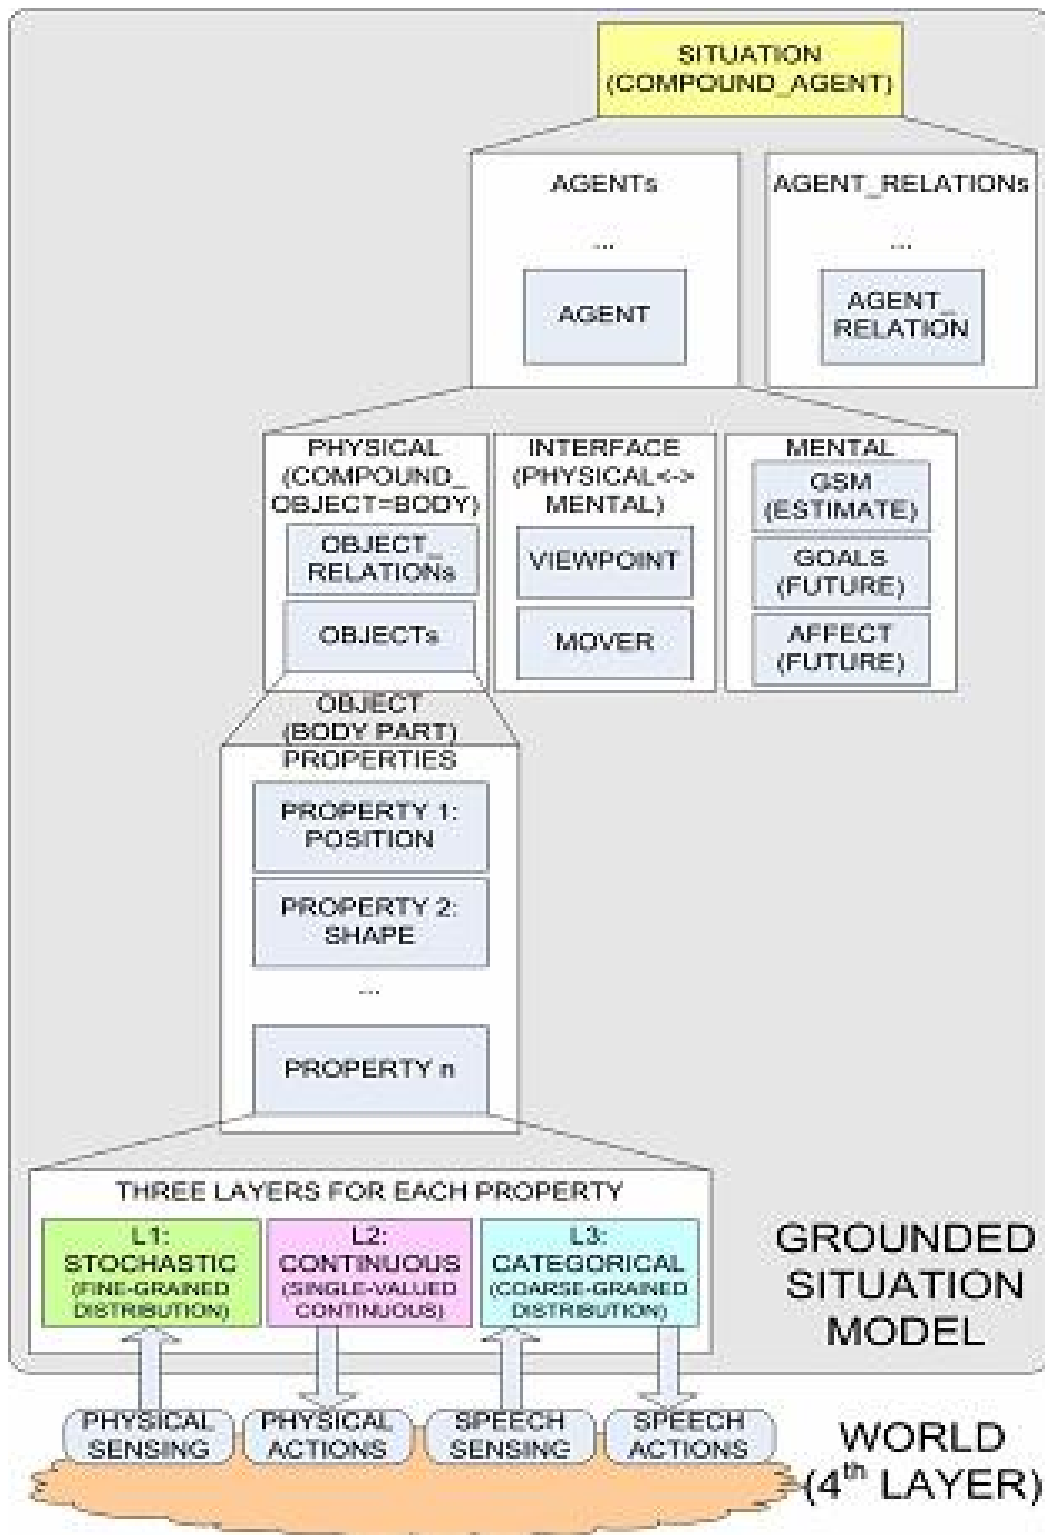 SITUATION
(COMPOUND_AGENT)
AGENTs
...
AGENT
AGENT_RELATIONs
...
AGENT_
RELATION
PHYSICAL
(COMPOUND_
OBJECT=BODY)
OBJECT_
RELATIONs
OBJECTs
INTERFACE
(PHYSICAL<->
MENTAL)
VIEWPOINT
MOVER
MENTAL
GSM
(ESTIMATE)
GOALS
(FUTURE)
AFFECT
(FUTURE)
OBJECT
(BODY PART)
PROPERTIES
PROPERTY 1:
POSITION
PROPERTY 2:
SHAPE
...
PROPERTY n
THREE LAYERS FOR EACH PROPERTY
L1:
STOCHASTIC
(FINE-GRAINED
DISTRIBUTION)
L2:
CONTINUOUS
(SINGLE-VALUED
CONTINUOUS)
L3:
CATEGORICAL
(COARSE-GRAINED
DISTRIBUTION)
GROUNDED
SITUATION
MODEL
PHYSICAL
SENSING
PHYSICAL
ACTIONS
SPEECH
SENSING
SPEECH
ACTIONS
WORLD
(4th LAYER)